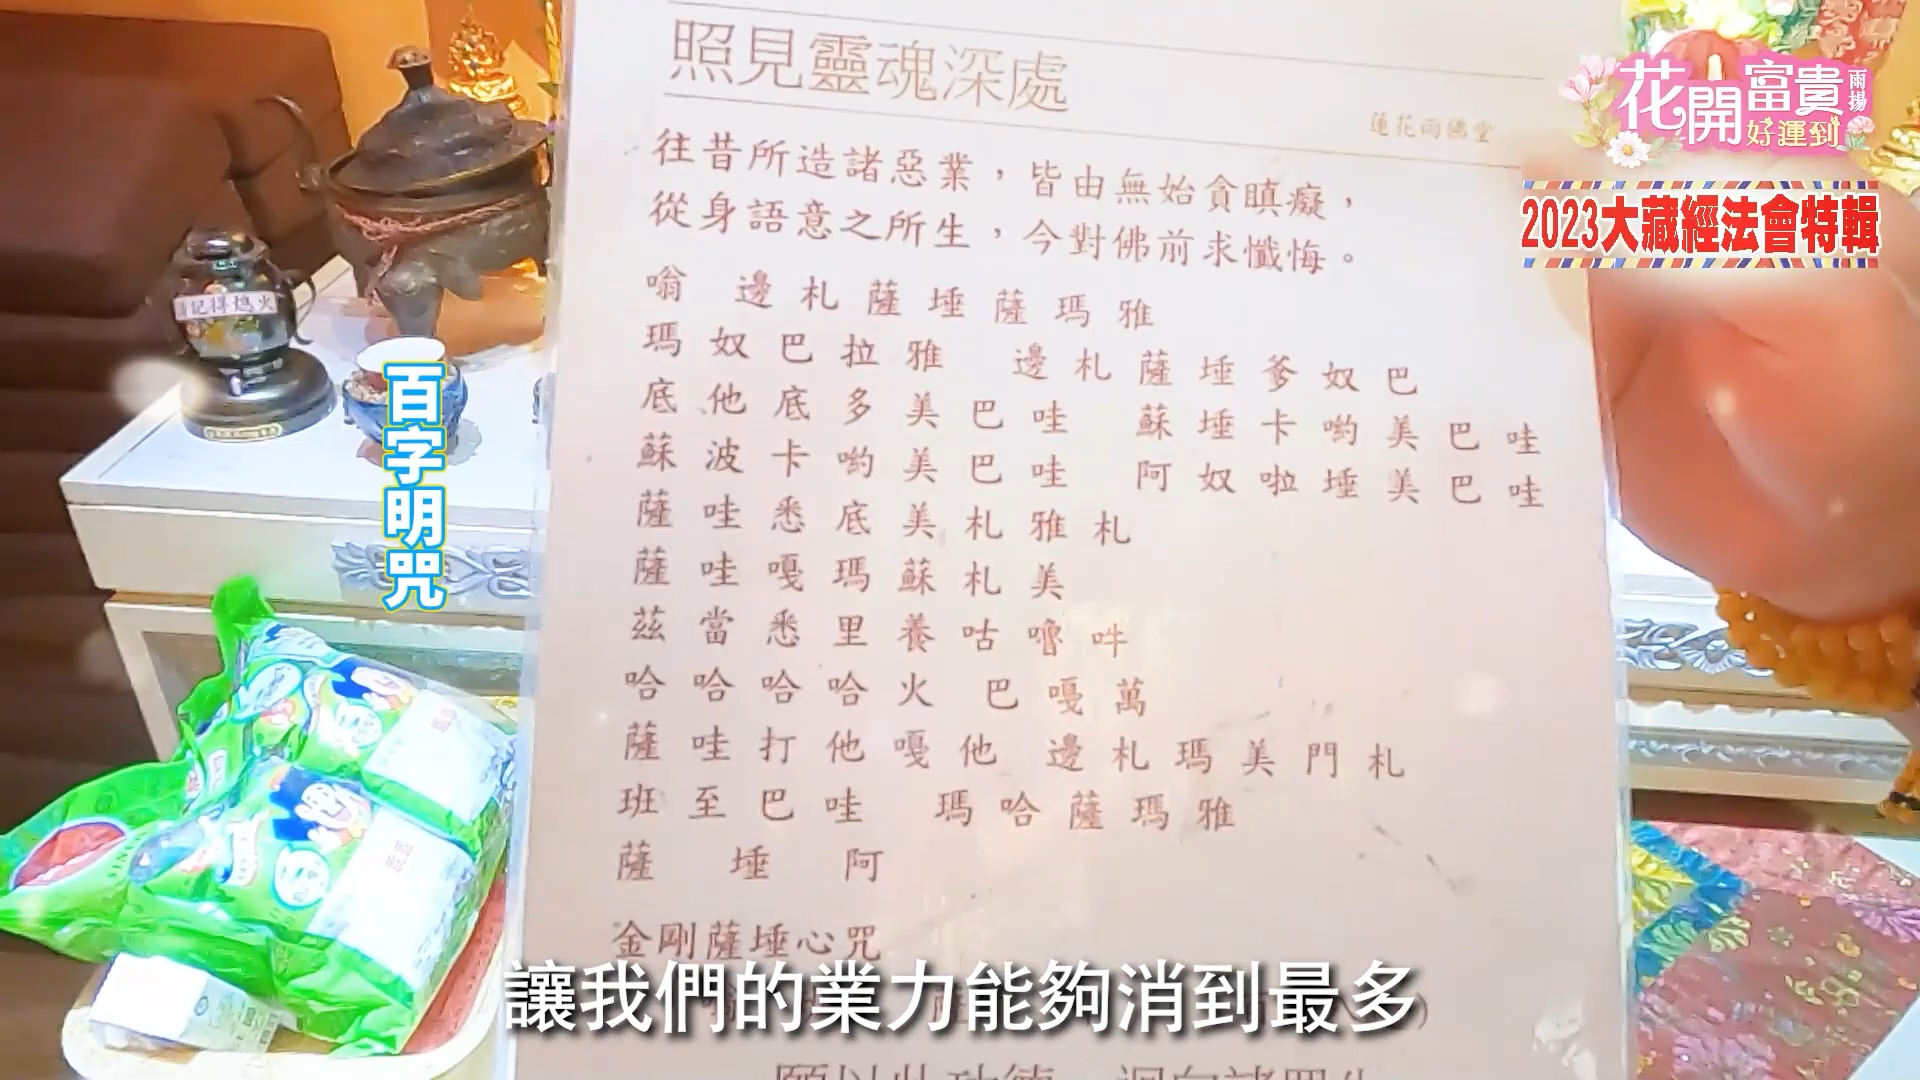 照見靈魂深處
蓮花雨佛堂
往昔所造諸惡業，皆由無始貪瞋癡，
從身語意之所生，今對佛前求懺悔。
嗡 邊札薩埵薩瑪雅
瑪奴巴拉雅 邊札薩埵爹奴巴
底他底多美巴哇 蘇埵卡喲美巴哇
蘇波卡喲美巴哇 阿奴啦埵美巴哇
薩哇悉底美札雅札
薩哇嘎瑪蘇札美
茲當悉里養咕嚕吽
哈哈哈哈火 巴嘎萬
薩哇打他嘎他 邊札瑪美門札
班至巴哇 瑪哈薩瑪雅
薩埵阿
金剛薩埵心咒
花開富貴
雨揚
好運到
2023大藏經法會特輯
記得熄火
百字明咒
讓我們的業力能夠消到最多